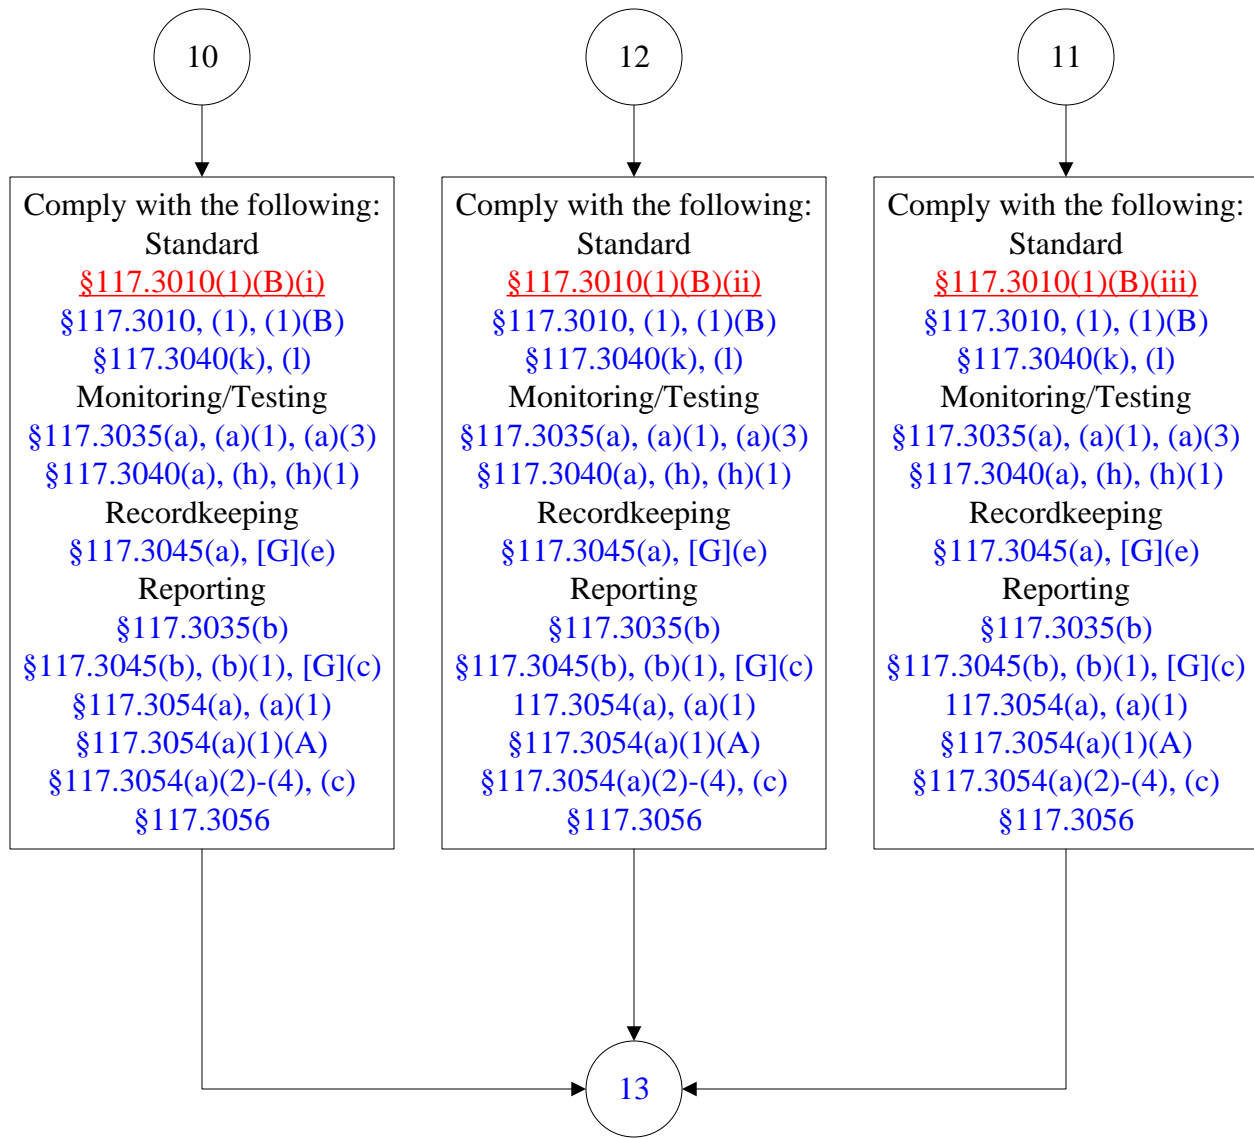 10
12
11
Comply with the following:
Standard
§117.3010(1)(B)(i)
§117.3010, (1), (1)(B)
§117.3040(k), (l)
Monitoring/Testing
§117.3035(a), (a)(1), (a)(3)
§117.3040(a), (h), (h)(1)
Recordkeeping
§117.3045(a), [G](e)
Reporting
§117.3035(b)
§117.3045(b), (b)(1), [G](c)
§117.3054(a), (a)(1)
§117.3054(a)(1)(A)
§117.3054(a)(2)-(4), (c)
§117.3056
Comply with the following:
Standard
§117.3010(1)(B)(ii)
§117.3010, (1), (1)(B)
§117.3040(k), (l)
Monitoring/Testing
§117.3035(a), (a)(1), (a)(3)
§117.3040(a), (h), (h)(1)
Recordkeeping
§117.3045(a), [G](e)
Reporting
§117.3035(b)
§117.3045(b), (b)(1), [G](c)
117.3054(a), (a)(1)
§117.3054(a)(1)(A)
§117.3054(a)(2)-(4), (c)
§117.3056
Comply with the following:
Standard
§117.3010(1)(B)(iii)
§117.3010, (1), (1)(B)
§117.3040(k), (l)
Monitoring/Testing
§117.3035(a), (a)(1), (a)(3)
§117.3040(a), (h), (h)(1)
Recordkeeping
§117.3045(a), [G](e)
Reporting
§117.3035(b)
§117.3045(b), (b)(1), [G](c)
117.3054(a), (a)(1)
§117.3054(a)(1)(A)
§117.3054(a)(2)-(4), (c)
§117.3056
13